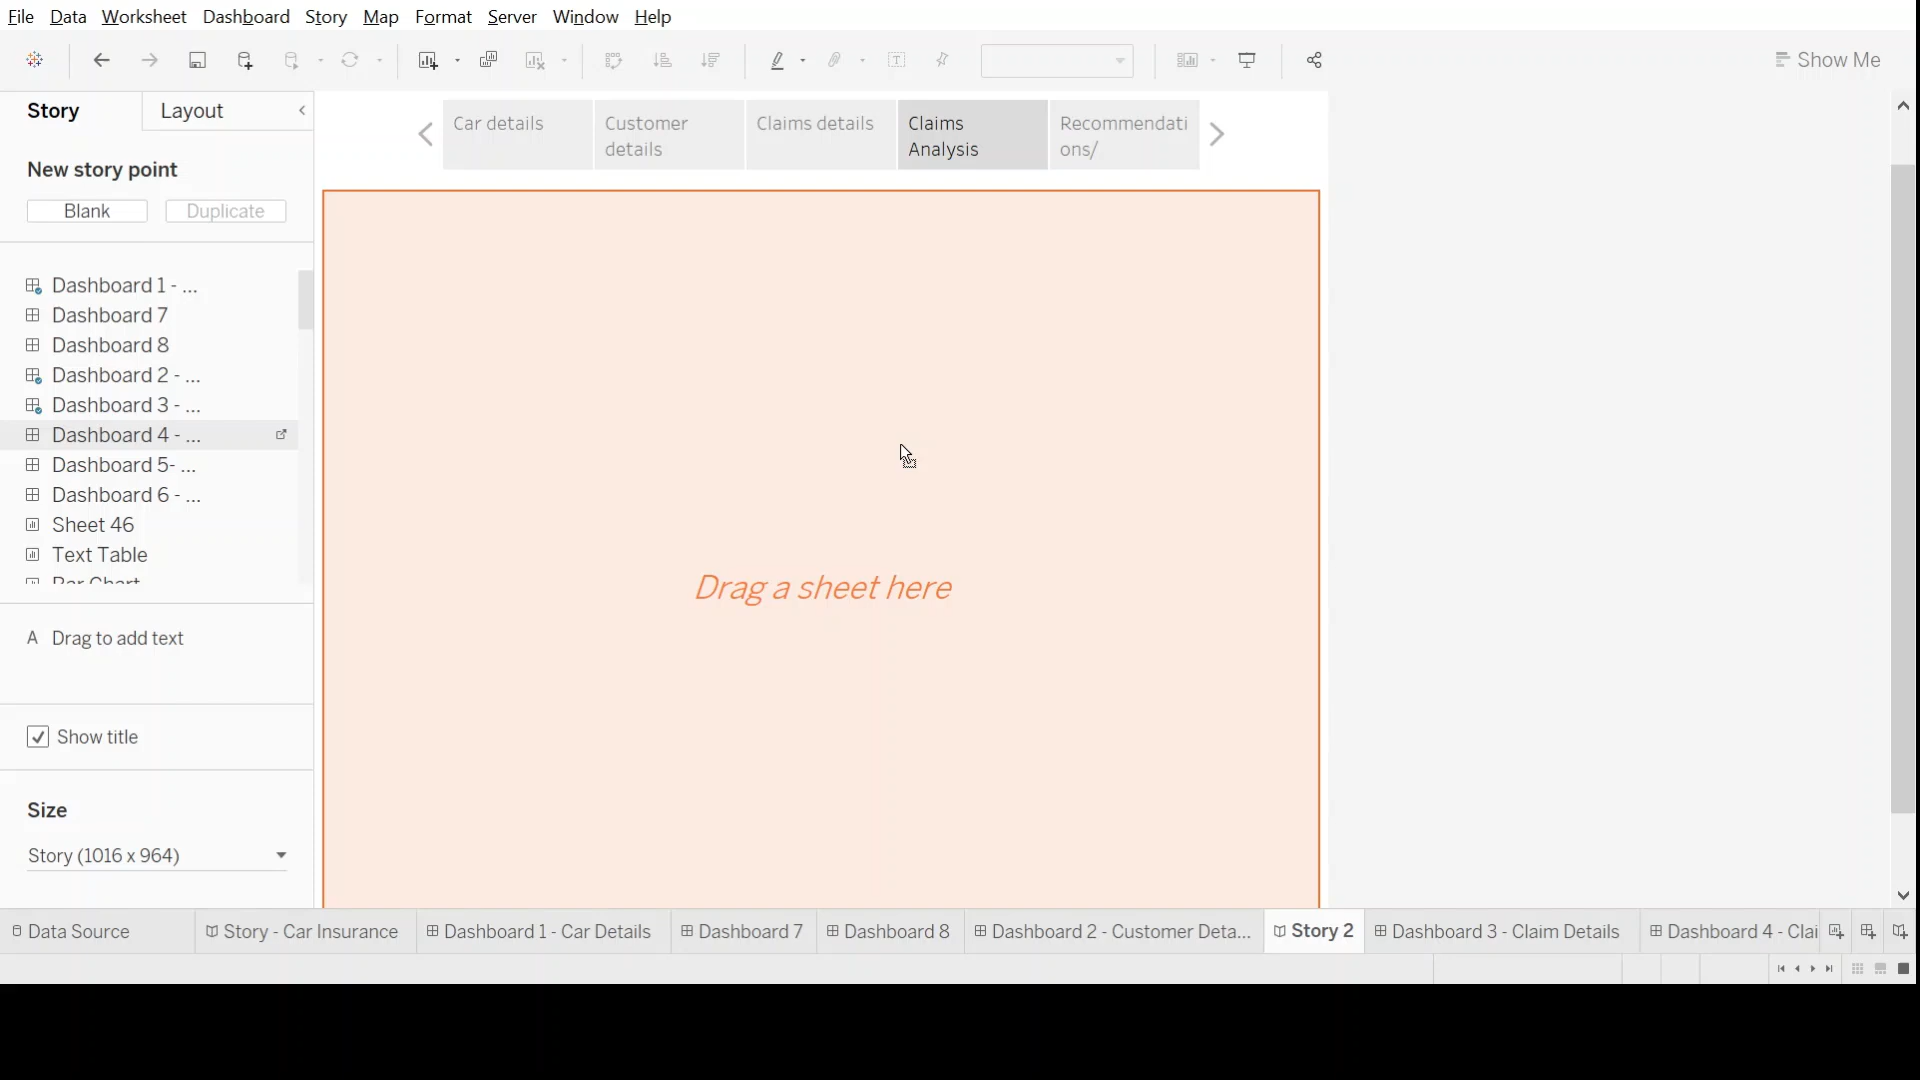 File Data Worksheet Dashboard Story Map Format Server Window Help
Show Me
Story Layout
Car details
Customer
details
Claims details
Claims
Analysis
Recommendati
ons/
New story point
Blank Duplicate
Dashboard 1 - ...
Dashboard 7
Dashboard 8
Dashboard 2 - ...
Dashboard 3 - ...
Dashboard 4 - ...
Dashboard 5- ...
Dashboard 6 - ...
Sheet 46
Text Table
Bar Chart
Drag a sheet here
A Drag to add text
Show title
Size
Story (1016 x 964)
Data Source Story - Car Insurance Dashboard 1 - Car Details Dashboard 7 Dashboard 8 Dashboard 2 - Customer Deta... Story 2 Dashboard 3 - Claim Details Dashboard 4 - Clai